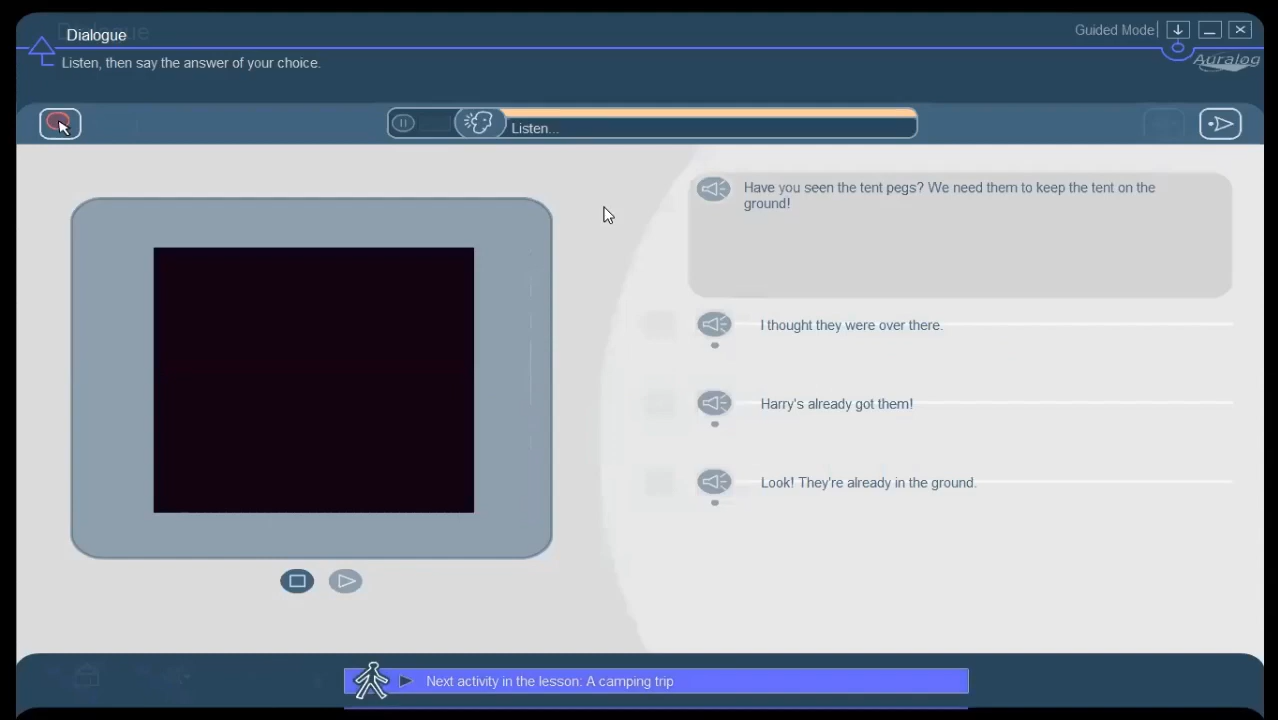 Dialogue
Guided Mode
Listen, then say the answer of your choice.
Auralog
Listen...
Have you seen the tent pegs? We need them to keep the tent on the
ground!
I thought they were over there.
Harry's already got them!
Look! They're already in the ground.
Next activity in the lesson: A camping trip